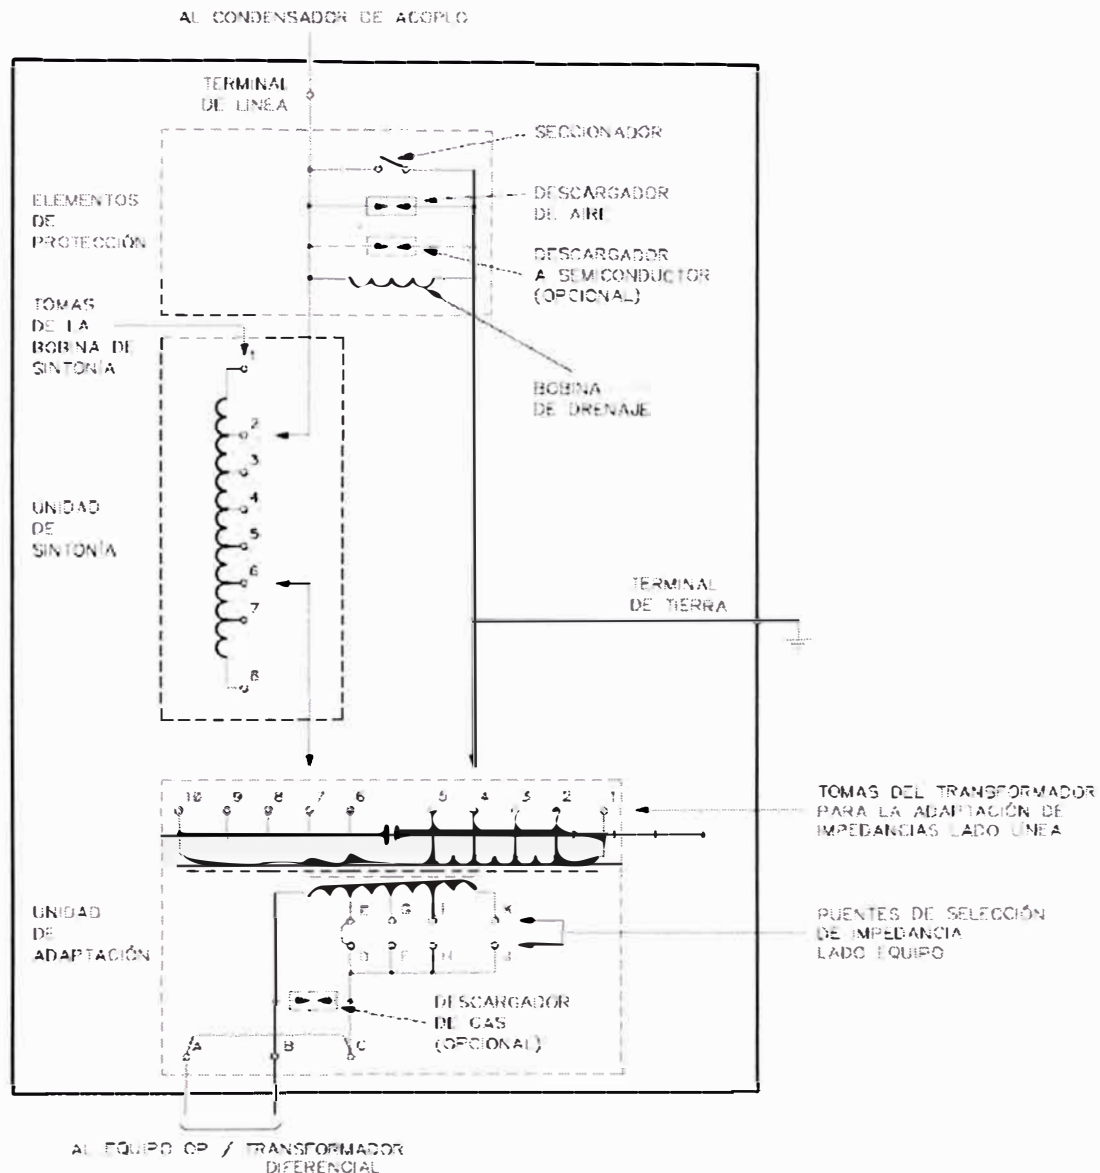 AL CONDENSADOR DE ACOPLO
TERMINAL
DE LINEA
SECCIONADOR
ELEMENTOS
DE
PROTECCIÓN
DESCARGADOR
DE AIRE
DESCARGADOR
A SEMICONDUCTOR
(OPCIONAL)
TOMAS
DE LA
BOBINA DE
SINTONÍA
BOBINA
DE DRENAJE
1
2
3
4
5
6
7
8
UNIDAD
DE
SINTONÍA
TERMINAL
DE TIERRA
10 9 8 7 6 5 4 3 2 1
TOMAS DEL TRANSFORMADOR
PARA LA ADAPTACIÓN DE
IMPEDANCIAS LADO LÍNEA
UNIDAD
DE
ADAPTACIÓN
E G I K
D F H J
PUENTES DE SELECCIÓN
DE IMPEDANCIA
LADO EQUIPO
DESCARGADOR
DE GAS
(OPCIONAL)
A B C
AL EQUIPO OP / TRANSFORMADOR
DIFERENCIAL